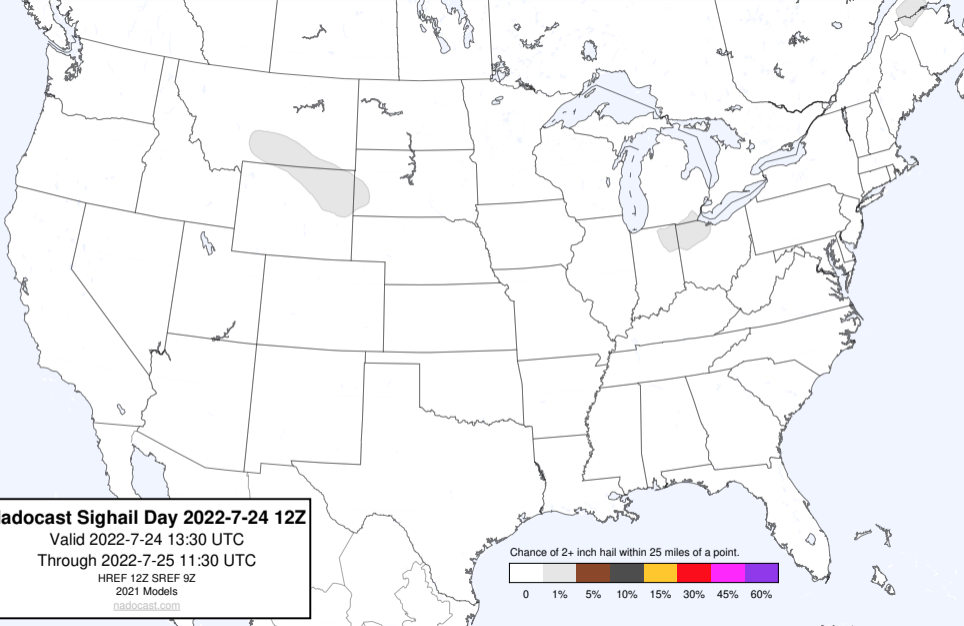 adocast Sighail Day 2022-7-24 12Z
Valid 2022-7-24 13:30 UTC
Through 2022-7-25 11:30 UTC
HREF 12Z SREF 9Z
2021 Models
nadocast.com
Chance of 2+ inch hail within 25 miles of a point.
0 1% 5% 10% 15% 30% 45% 60%